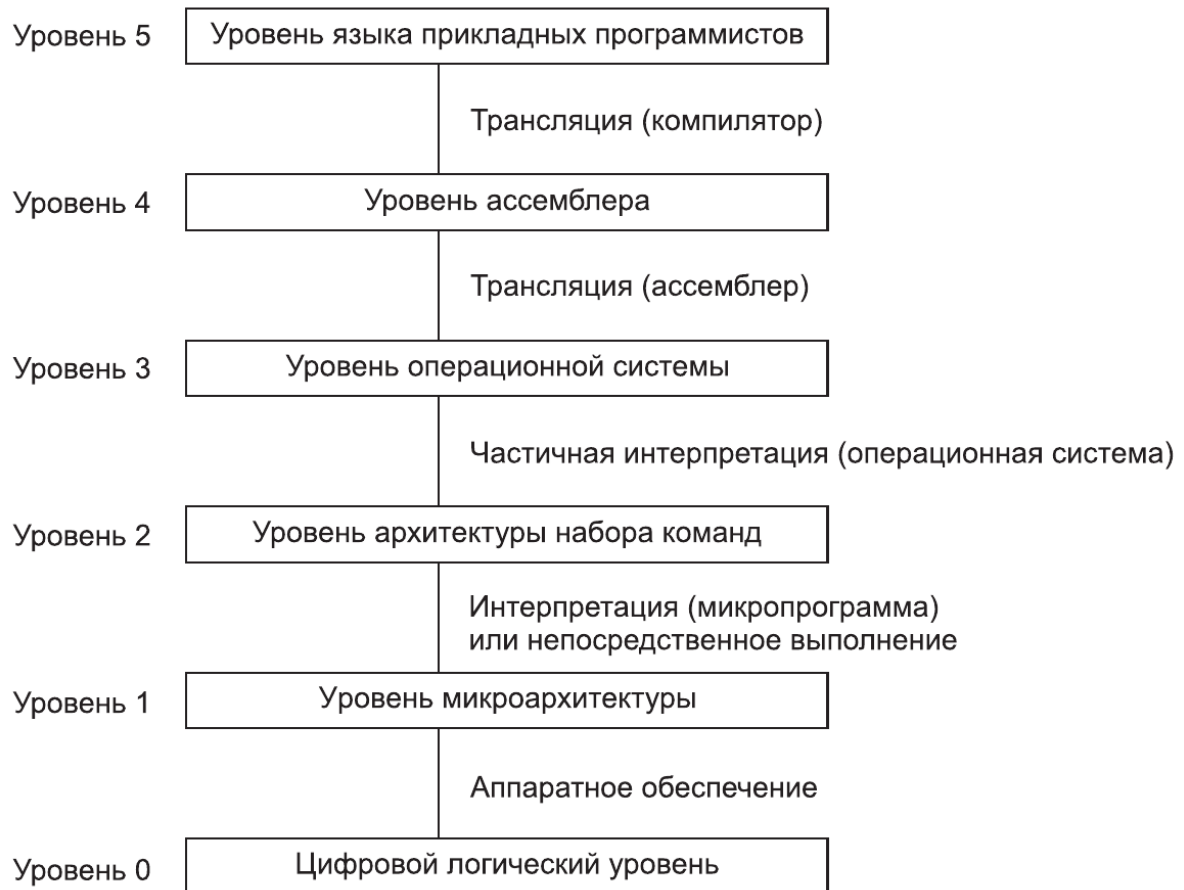 Уровень 5
Уровень языка прикладных программистов
Трансляция (компилятор)
Уровень 4
Уровень ассемблера
Трансляция (ассемблер)
Уровень 3
Уровень операционной системы
Частичная интерпретация (операционная система)
Уровень 2
Уровень архитектуры набора команд
Интерпретация (микропрограмма)
или непосредственное выполнение
Уровень 1
Уровень микроархитектуры
Аппаратное обеспечение
Уровень 0
Цифровой логический уровень